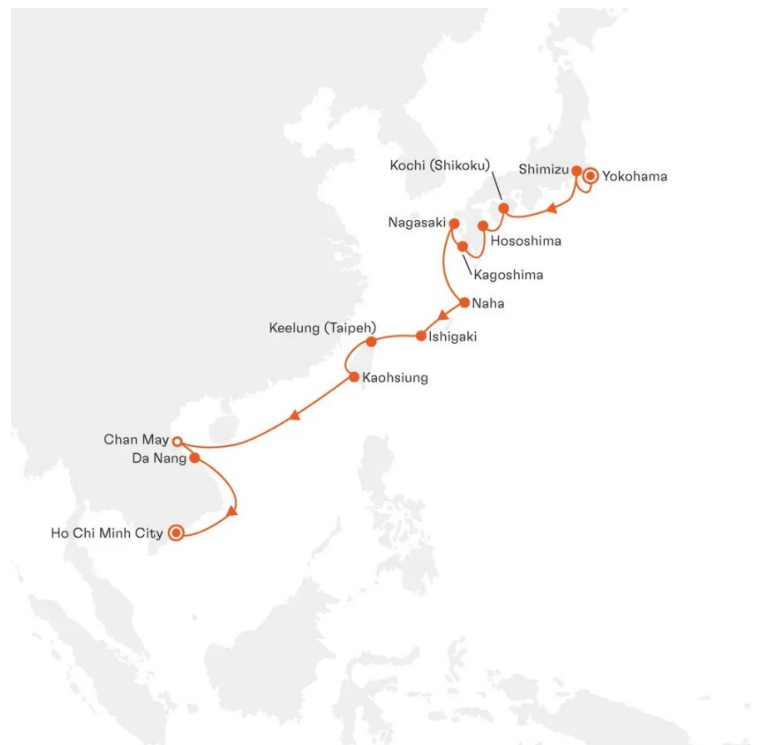 Kochi (Shikoku)
Shimizu
Yokohama
Nagasaki
Hososhima
Kagoshima
Naha
Keelung (Taipeh)
Ishigaki
Kaohsiung
Chan May
Da Nang
Ho Chi Minh City